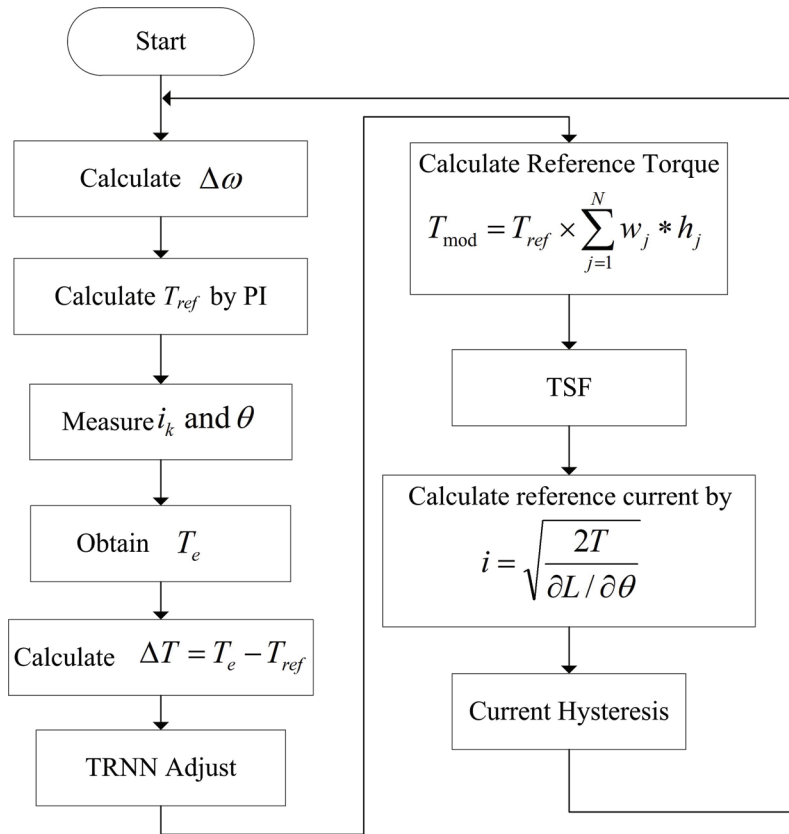 Start
Calculate Δω
Calculate T_ref by PI
Measure i_k and θ
Obtain T_e
Calculate ΔT = T_e − T_ref
TRNN Adjust
Calculate Reference Torque
T_mod = T_ref × ∑_{j=1}^{N} w_j * h_j
TSF
Calculate reference current by
i = √(2T / (∂L / ∂θ))
Current Hysteresis